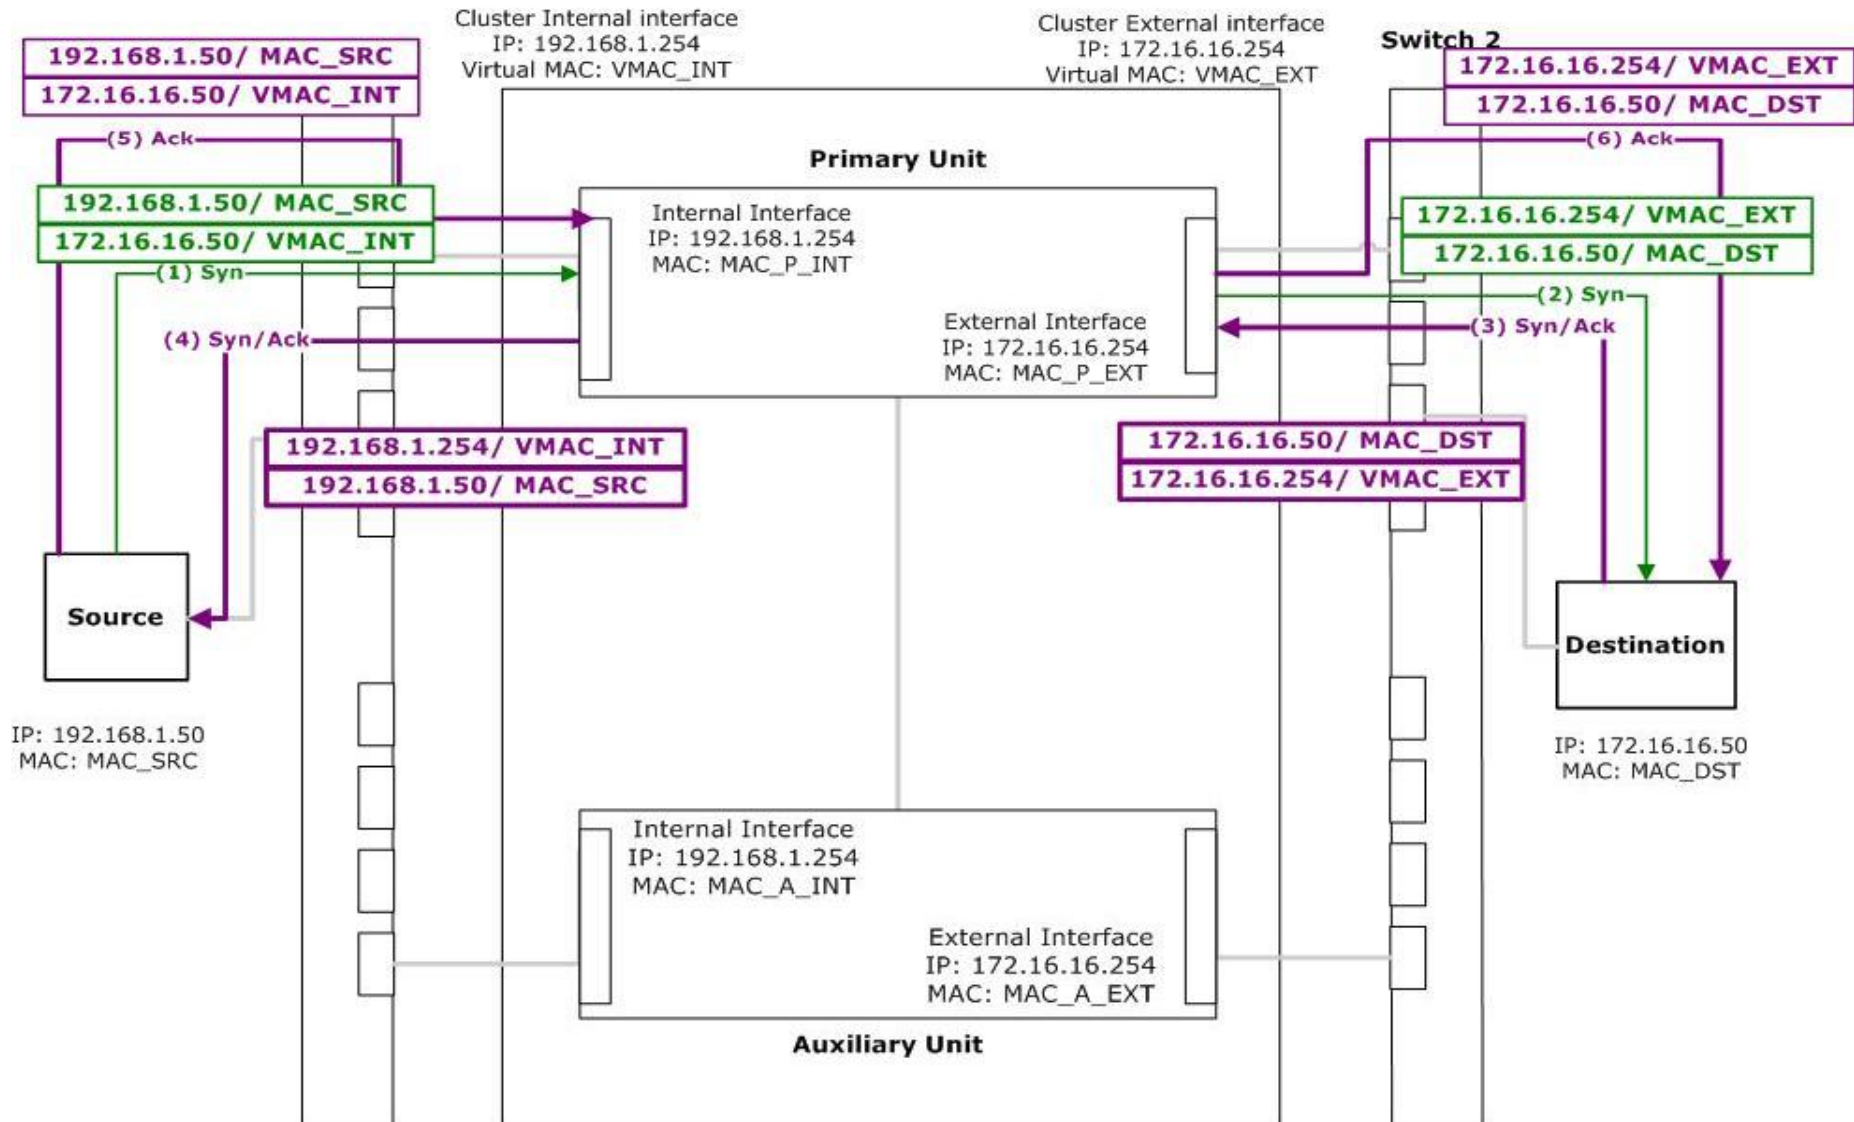 Cluster Internal interface
IP: 192.168.1.254
Virtual MAC: VMAC_INT
Cluster External interface
IP: 172.16.16.254
Virtual MAC: VMAC_EXT
Switch 2
192.168.1.50/ MAC_SRC
172.16.16.50/ VMAC_INT
(5) Ack
172.16.16.254/ VMAC_EXT
172.16.16.50/ MAC_DST
(6) Ack
Primary Unit
192.168.1.50/ MAC_SRC
172.16.16.50/ VMAC_INT
(1) Syn
Internal Interface
IP: 192.168.1.254
MAC: MAC_P_INT
172.16.16.254/ VMAC_EXT
172.16.16.50/ MAC_DST
(2) Syn
(4) Syn/Ack
External Interface
IP: 172.16.16.254
MAC: MAC_P_EXT
(3) Syn/Ack
192.168.1.254/ VMAC_INT
192.168.1.50/ MAC_SRC
172.16.16.50/ MAC_DST
172.16.16.254/ VMAC_EXT
Source
IP: 192.168.1.50
MAC: MAC_SRC
Destination
IP: 172.16.16.50
MAC: MAC_DST
Internal Interface
IP: 192.168.1.254
MAC: MAC_A_INT
External Interface
IP: 172.16.16.254
MAC: MAC_A_EXT
Auxiliary Unit